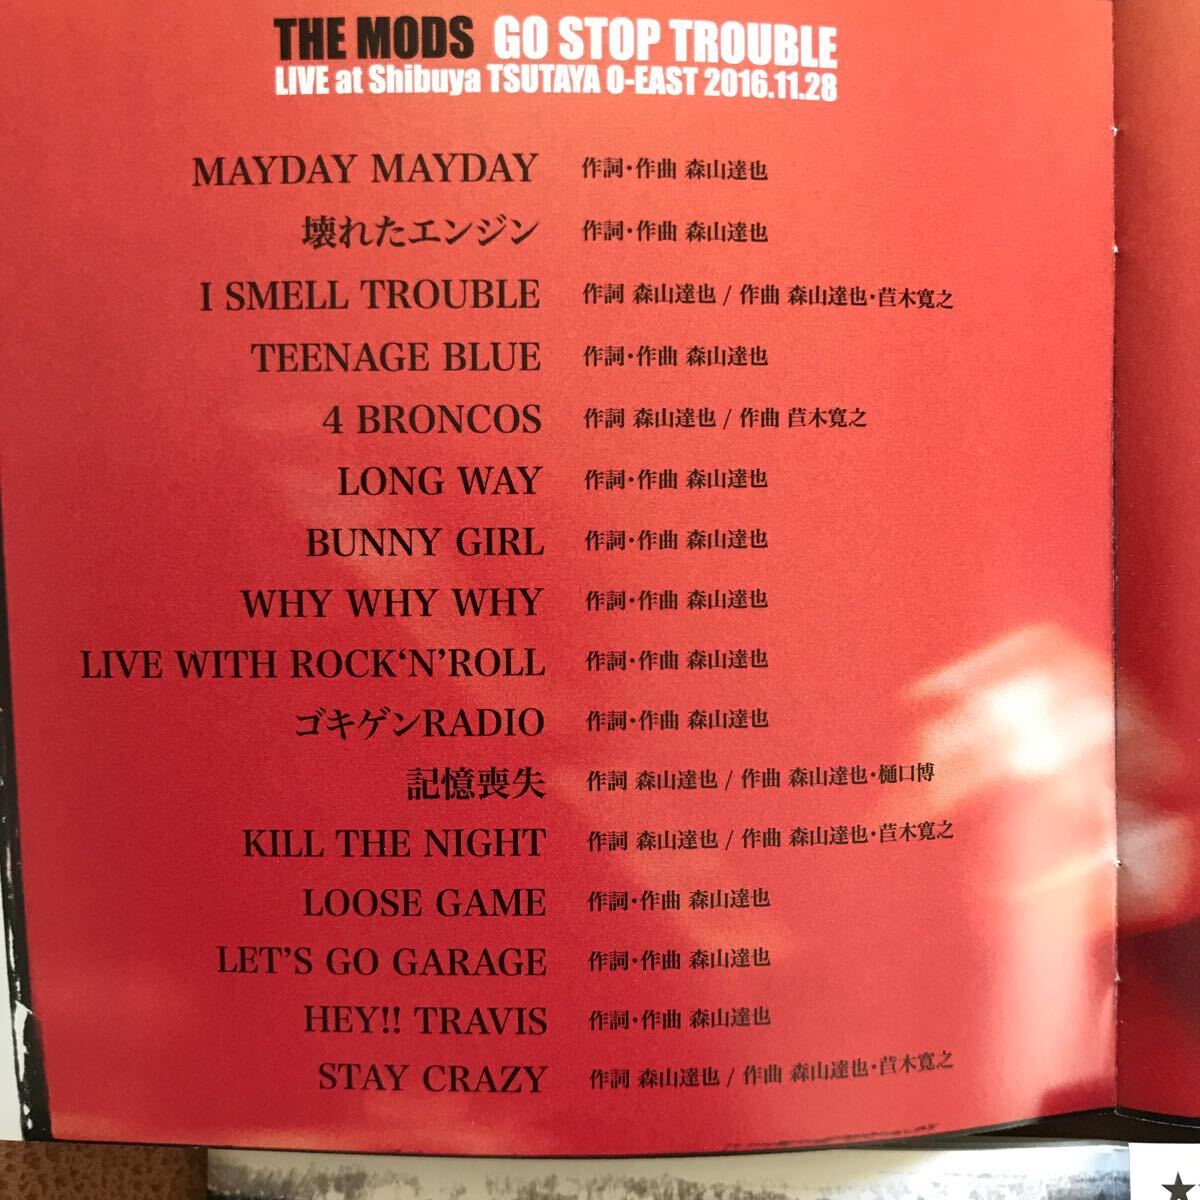 THE MODS GO STOP TROUBLE
LIVE at Shibuya TSUTAYA O-EAST 2016.11.28
MAYDAY MAYDAY 作詞・作曲 森山達也
壊れたエンジン 作詞・作曲 森山達也
I SMELL TROUBLE 作詞 森山達也 / 作曲 森山達也・苣木寛之
TEENAGE BLUE 作詞・作曲 森山達也
4 BRONCOS 作詞 森山達也 / 作曲 苣木寛之
LONG WAY 作詞・作曲 森山達也
BUNNY GIRL 作詞・作曲 森山達也
WHY WHY WHY 作詞・作曲 森山達也
LIVE WITH ROCK‘N’ROLL 作詞・作曲 森山達也
ゴキゲンRADIO 作詞・作曲 森山達也
記憶喪失 作詞 森山達也 / 作曲 森山達也・樋口博
KILL THE NIGHT 作詞 森山達也 / 作曲 森山達也・苣木寛之
LOOSE GAME 作詞・作曲 森山達也
LET’S GO GARAGE 作詞・作曲 森山達也
HEY!! TRAVIS 作詞・作曲 森山達也
STAY CRAZY 作詞 森山達也 / 作曲 森山達也・苣木寛之
★